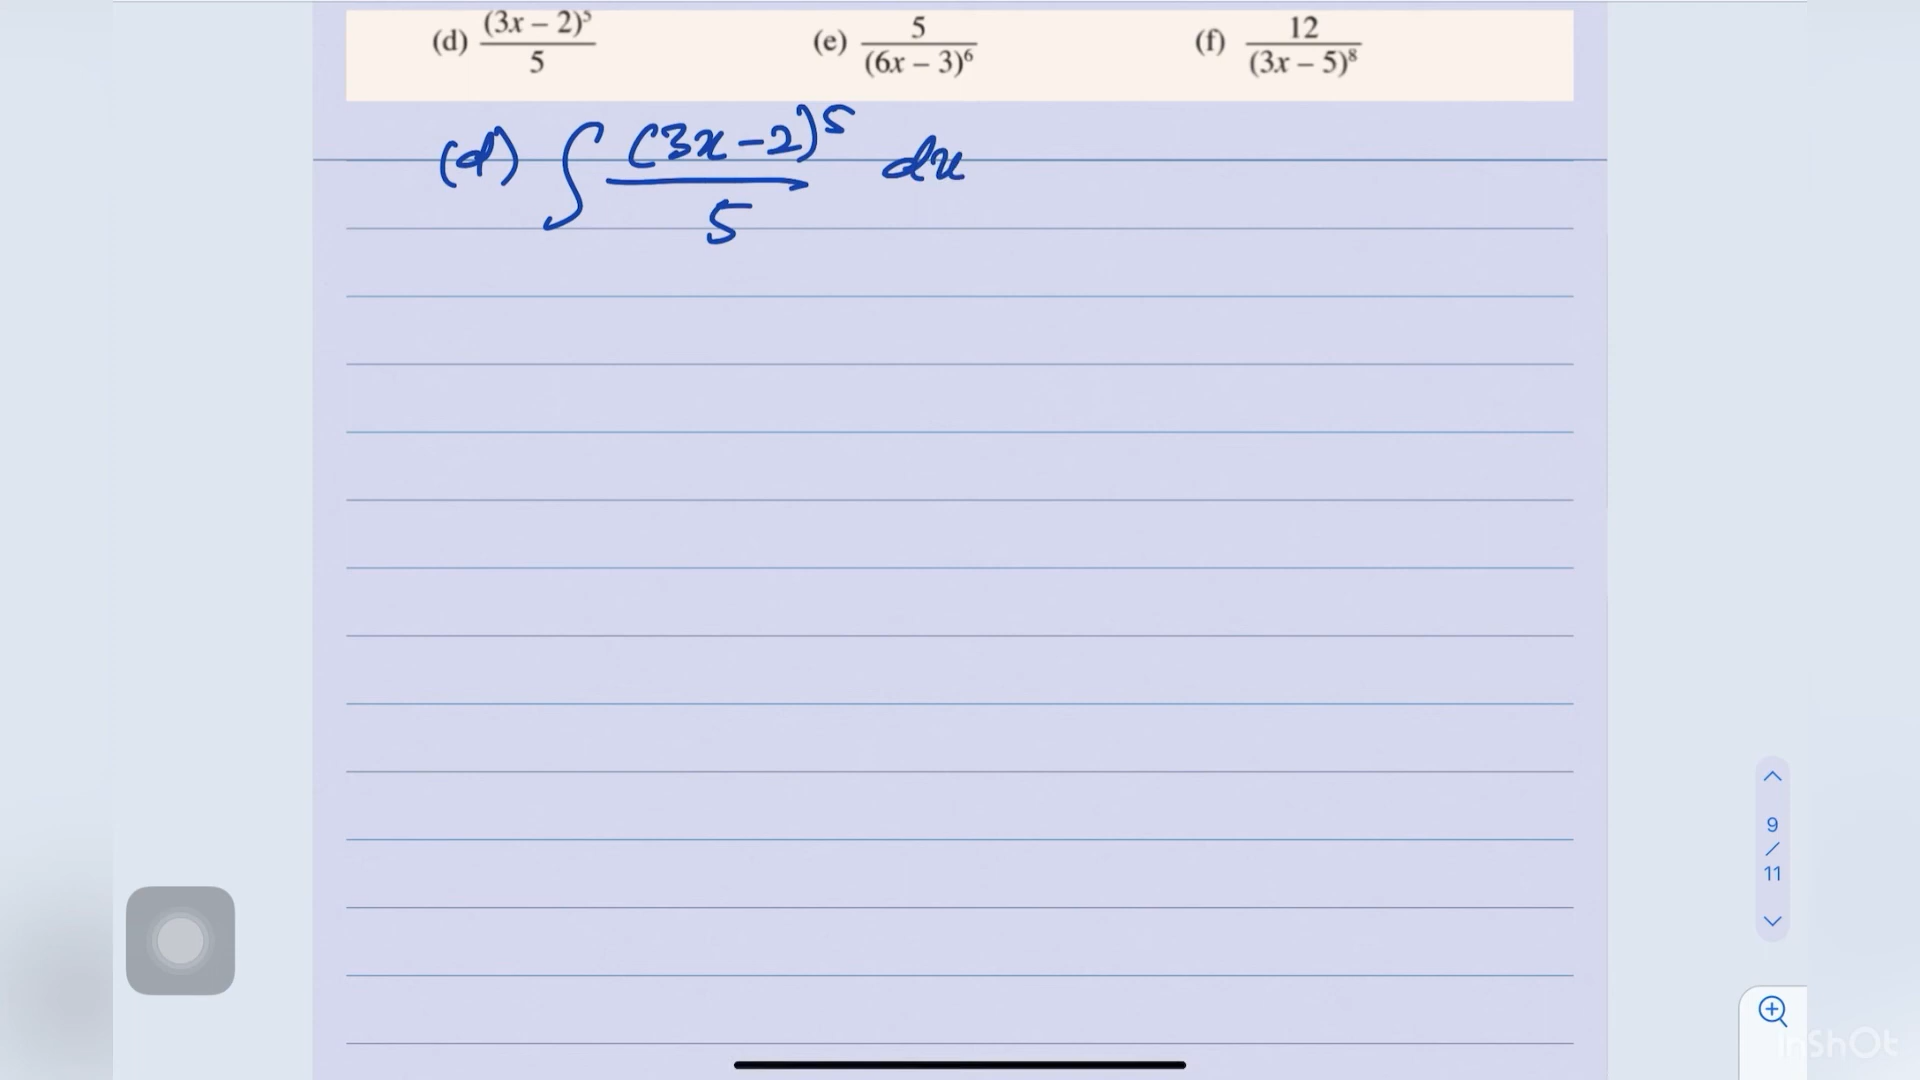 (d) (3x – 2)⁵ / 5 (e) 5 / (6x – 3)⁶ (f) 12 / (3x – 5)⁸
(d) ∫ (3x – 2)⁵ / 5 dx
9
/
11
InShOt